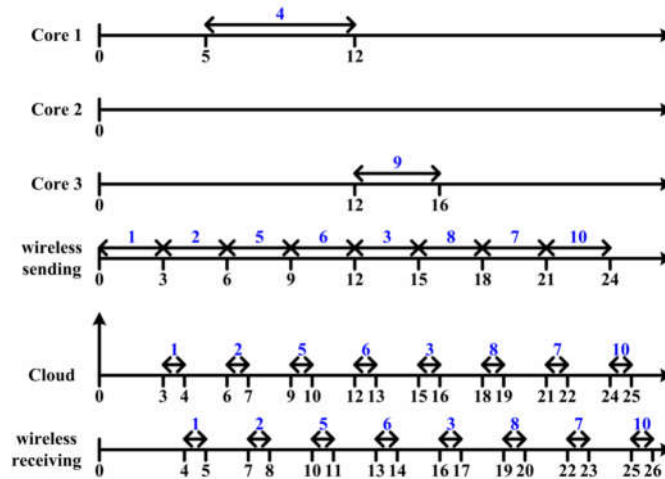 4
Core 1
0 5 12
Core 2
0
9
Core 3
0 12 16
wireless sending
1 2 5 6 3 8 7 10
0 3 6 9 12 15 18 21 24
1 2 5 6 3 8 7 10
Cloud
0 3 4 6 7 9 10 12 13 15 16 18 19 21 22 24 25
1 2 5 6 3 8 7 10
wireless receiving
0 4 5 7 8 10 11 13 14 16 17 19 20 22 23 25 26